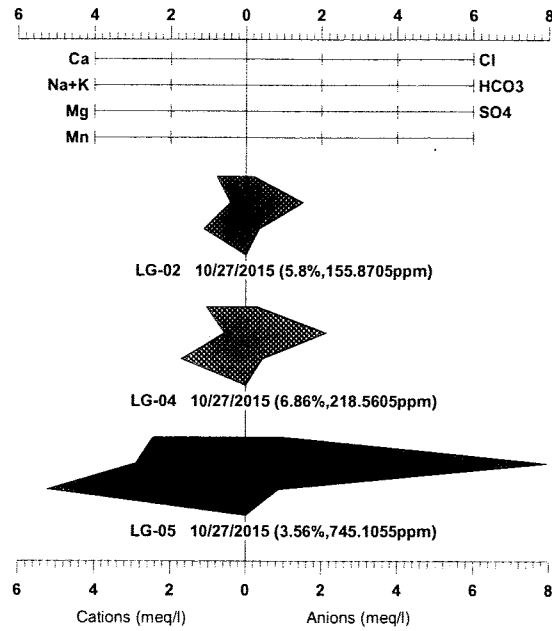 6 4 2 0 2 4 6 8
Ca Cl
Na+K HCO3
Mg SO4
Mn
LG-02 10/27/2015 (5.8%,155.8705ppm)
LG-04 10/27/2015 (6.86%,218.5605ppm)
LG-05 10/27/2015 (3.56%,745.1055ppm)
6 4 2 0 2 4 6 8
Cations (meq/l) Anions (meq/l)